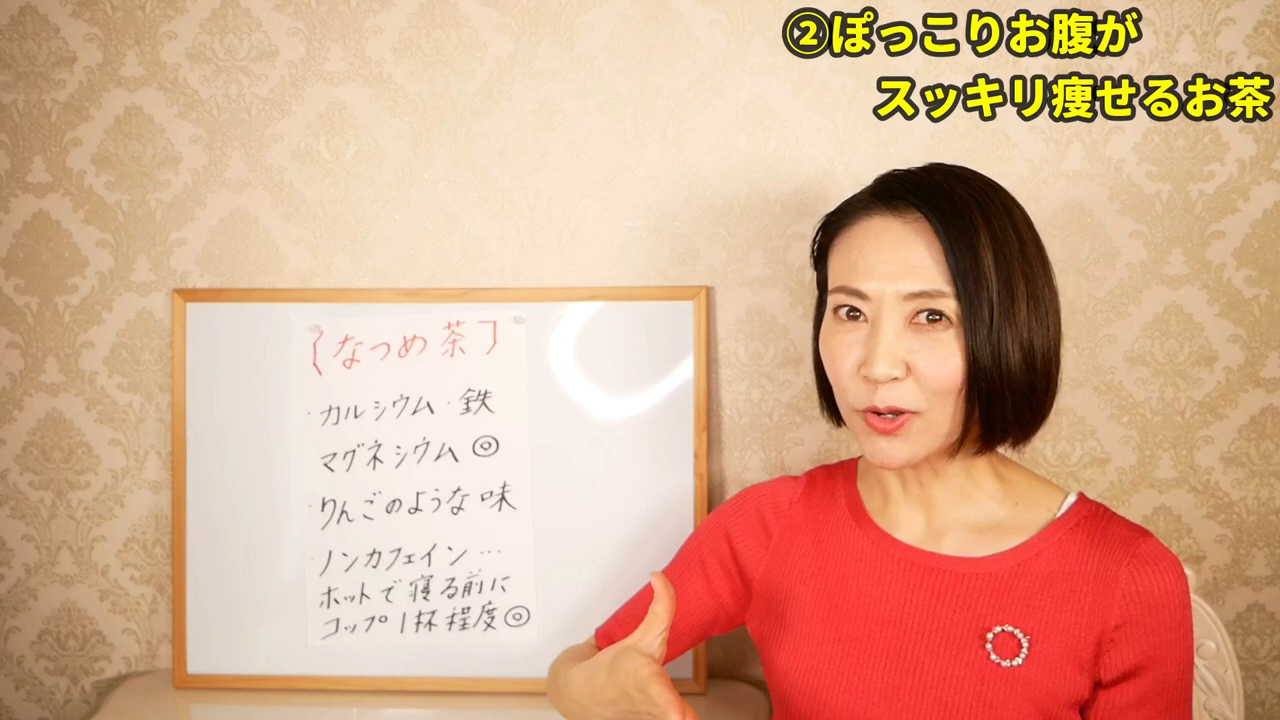 ②ぽっこりお腹が
スッキリ痩せるお茶
「なつめ茶」
・カルシウム・鉄
マグネシウム◎
・りんごのような味
・ノンカフェイン…
ホットで寝る前に
コップ1杯程度◎